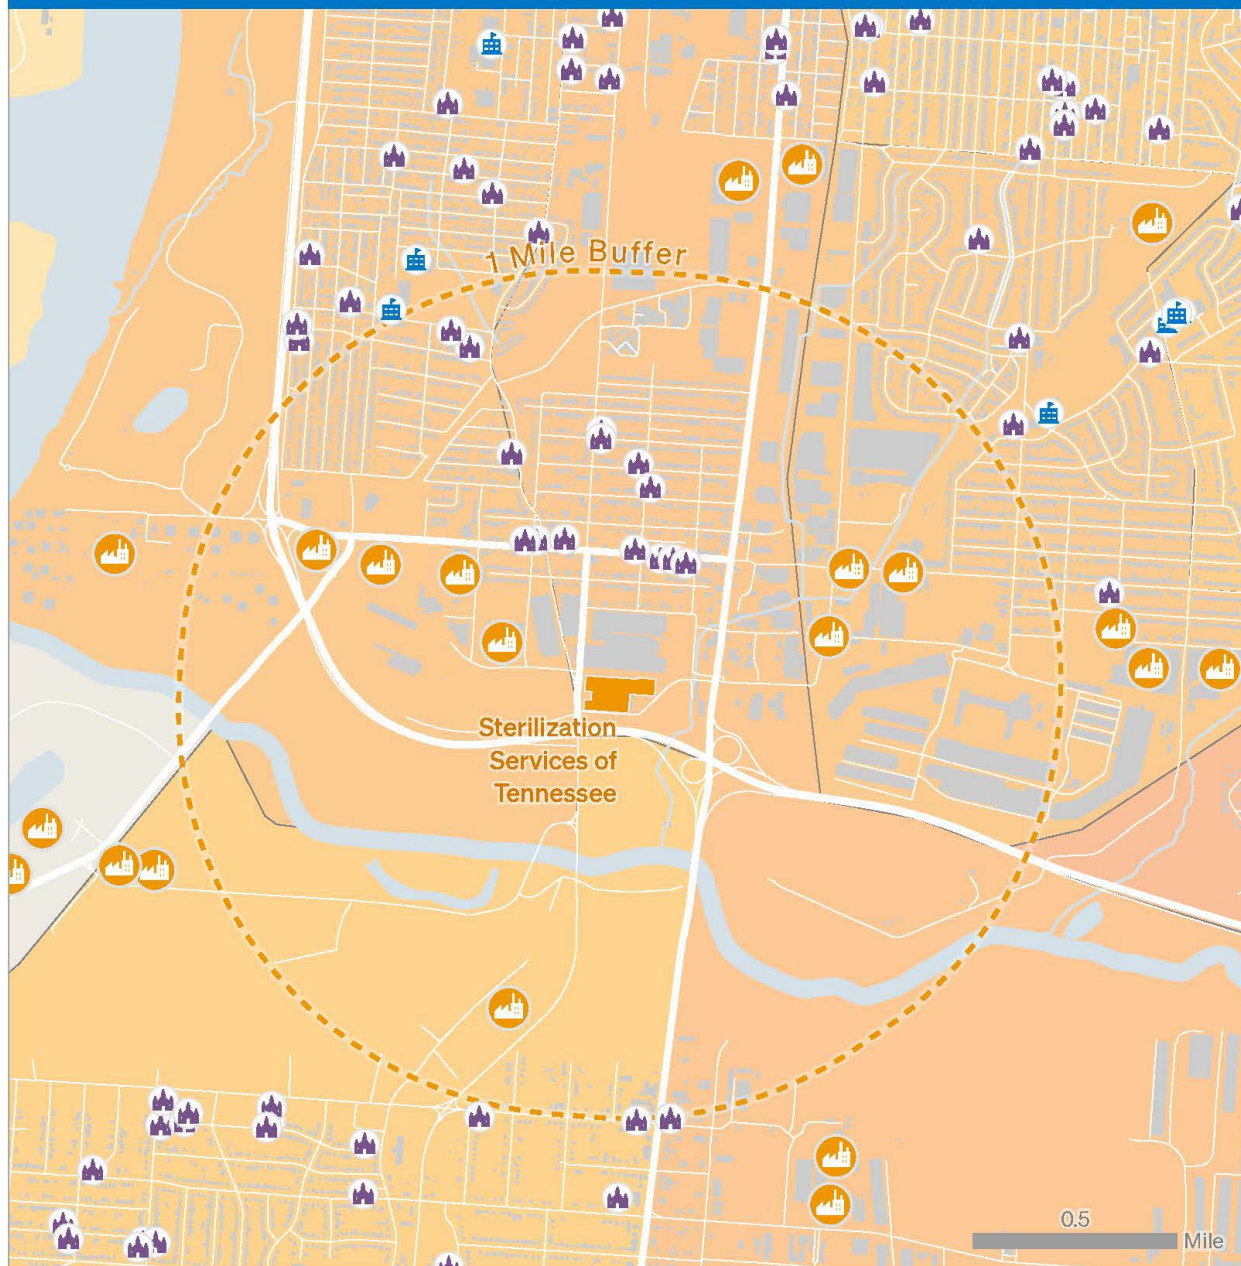 1 Mile Buffer
Sterilization
Services of
Tennessee
0.5
Mile